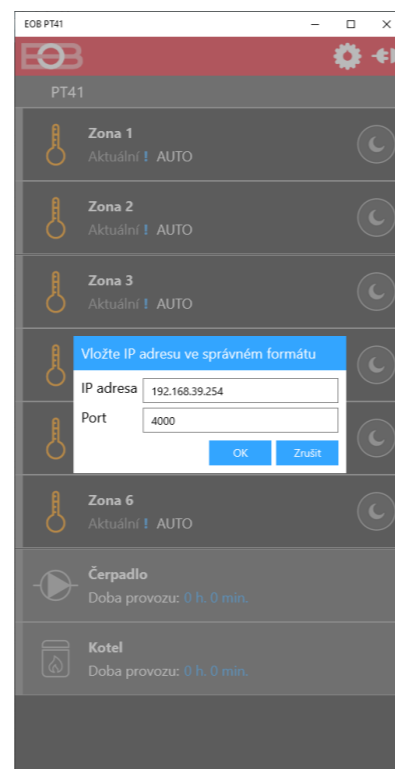 EOB PT41
EOB
PT41
Zona 1
Aktuální ! AUTO
Zona 2
Aktuální ! AUTO
Zona 3
Aktuální ! AUTO
Vložte IP adresu ve správném formátu
IP adresa 192.168.39.254
Port 4000
OK Zrušit
Zona 6
Aktuální ! AUTO
Čerpadlo
Doba provozu: 0 h. 0 min.
Kotel
Doba provozu: 0 h. 0 min.